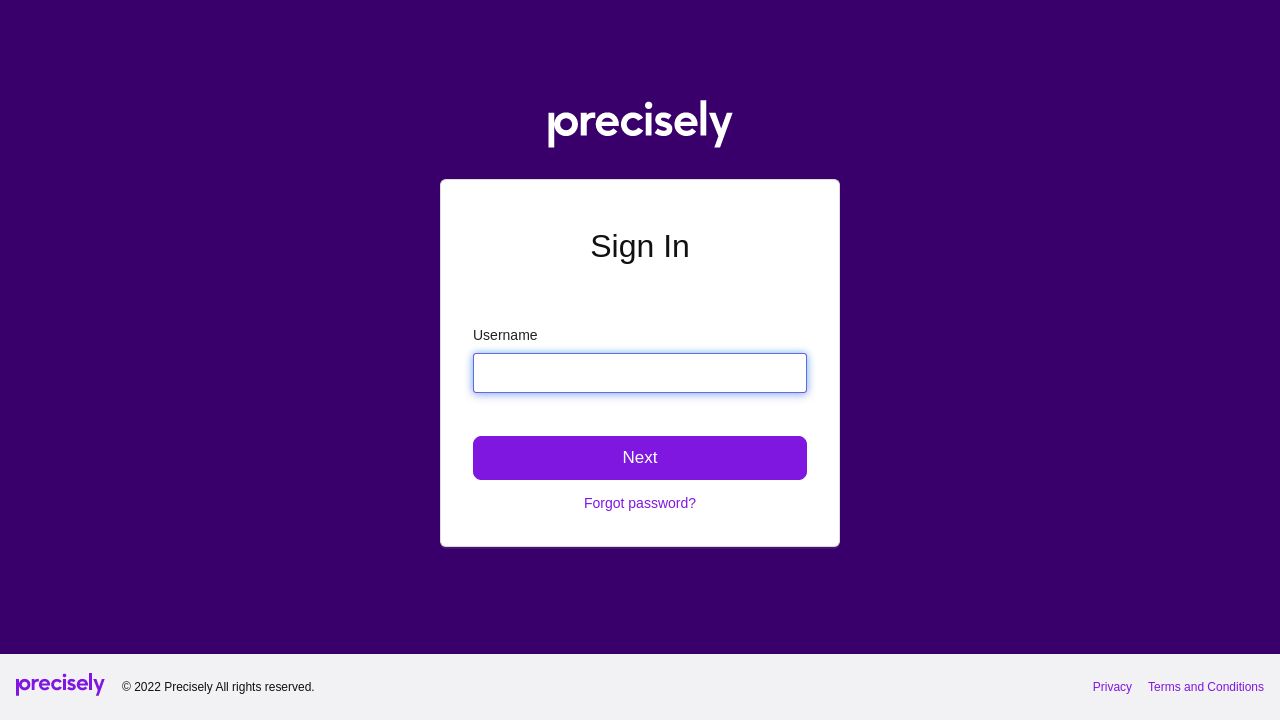 precisely
Sign In
Username
Next
Forgot password?
precisely © 2022 Precisely All rights reserved. Privacy Terms and Conditions